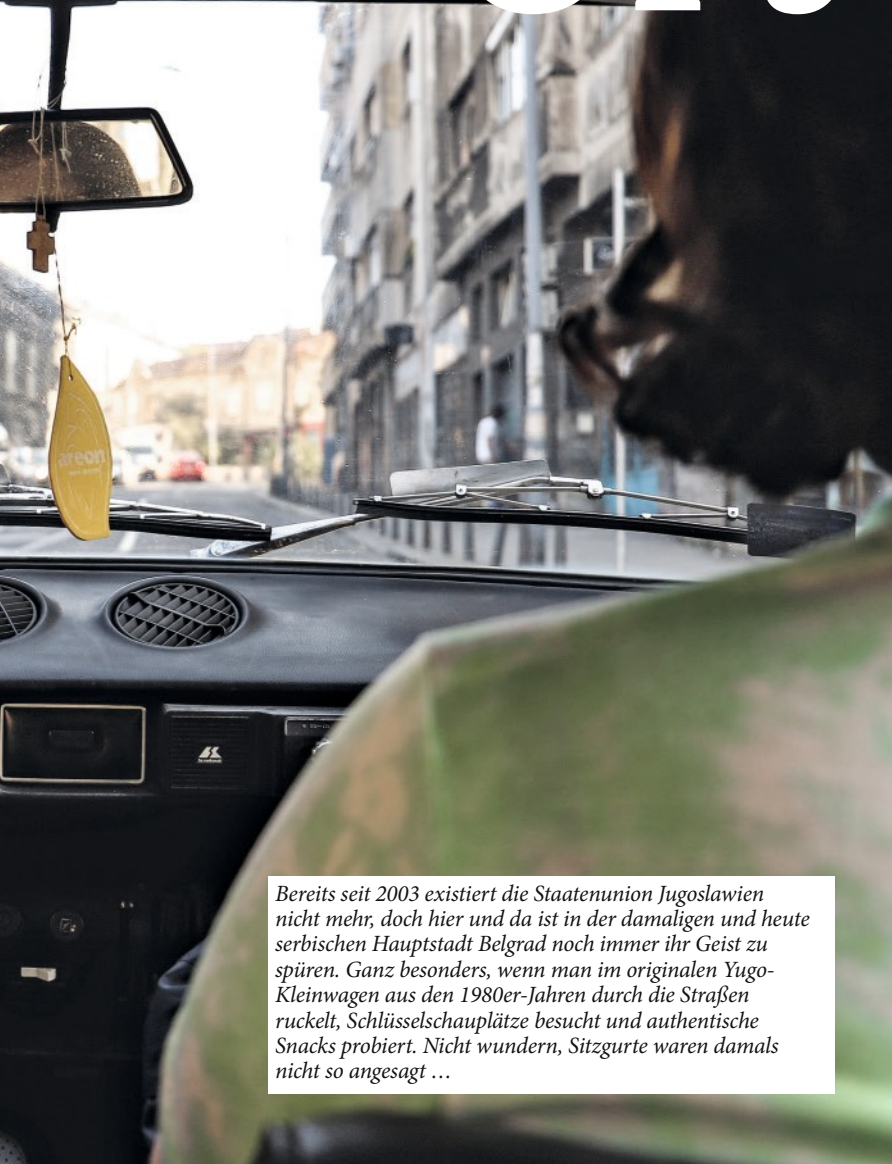 areon
Bereits seit 2003 existiert die Staatenunion Jugoslawien
nicht mehr, doch hier und da ist in der damaligen und heute
serbischen Hauptstadt Belgrad noch immer ihr Geist zu
spüren. Ganz besonders, wenn man im originalen Yugo-
Kleinwagen aus den 1980er-Jahren durch die Straßen
ruckelt, Schlüsselschauplätze besucht und authentische
Snacks probiert. Nicht wundern, Sitzgurte waren damals
nicht so angesagt …